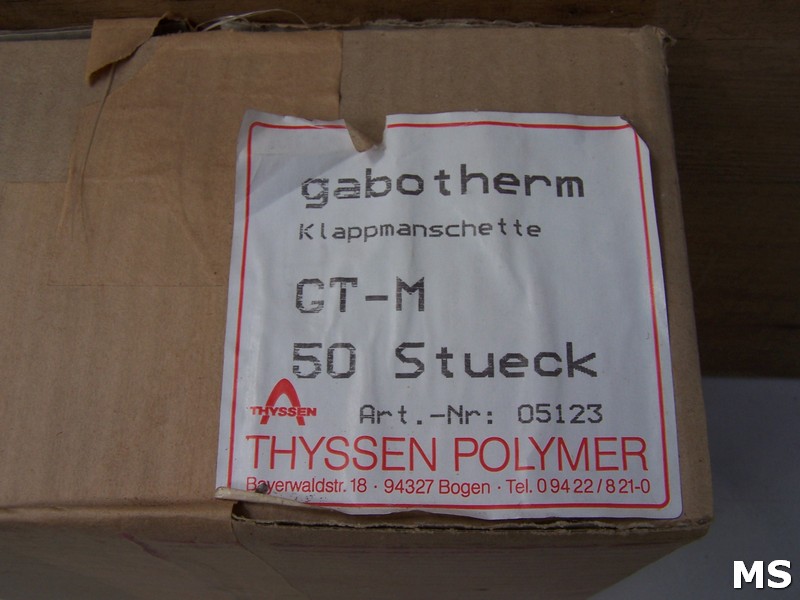 gabotherm
Klappmanschette
GT-M
50 Stueck
THYSSEN
Art.-Nr: 05123
THYSSEN POLYMER
Bayerwaldstr. 18 · 94327 Bogen · Tel. 0 94 22 / 8 21-0
MS